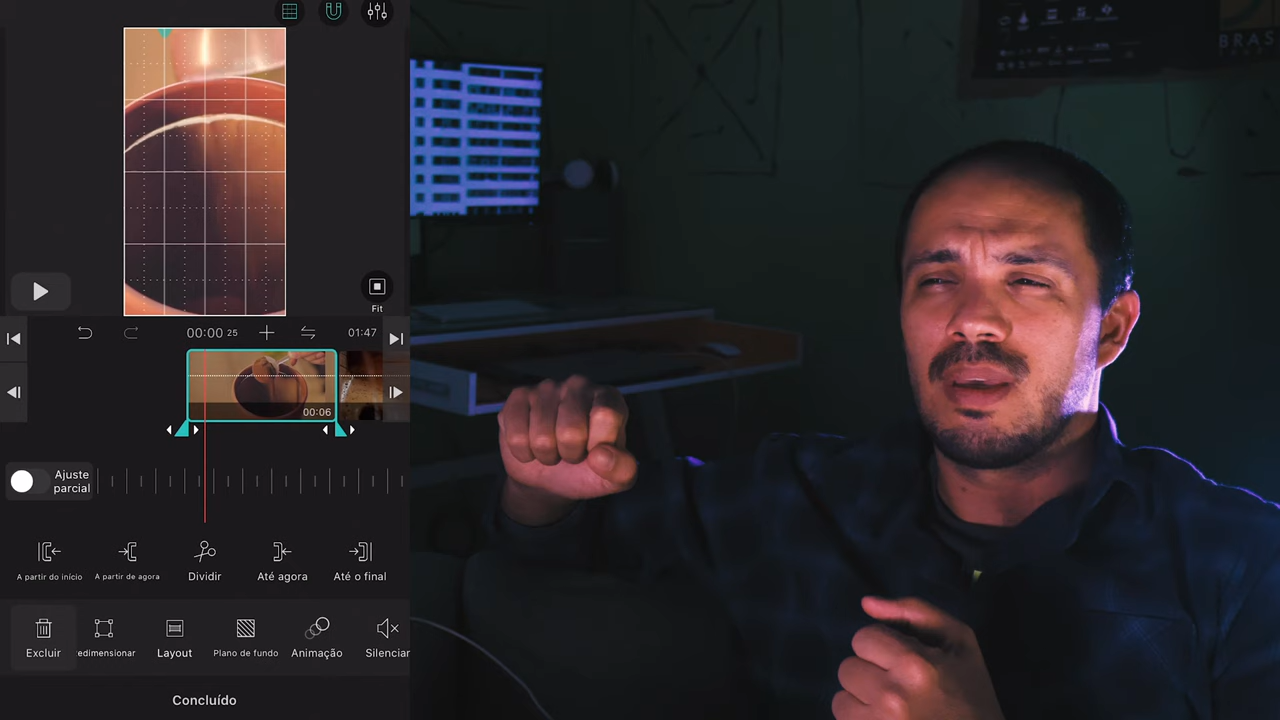 BRAS
Fit
00:00 25
01:47
00:06
Ajuste
parcial
A partir do início
A partir de agora
Dividir
Até agora
Até o final
Excluir
edimensionar
Layout
Plano de fundo
Animação
Silenciar
Concluído